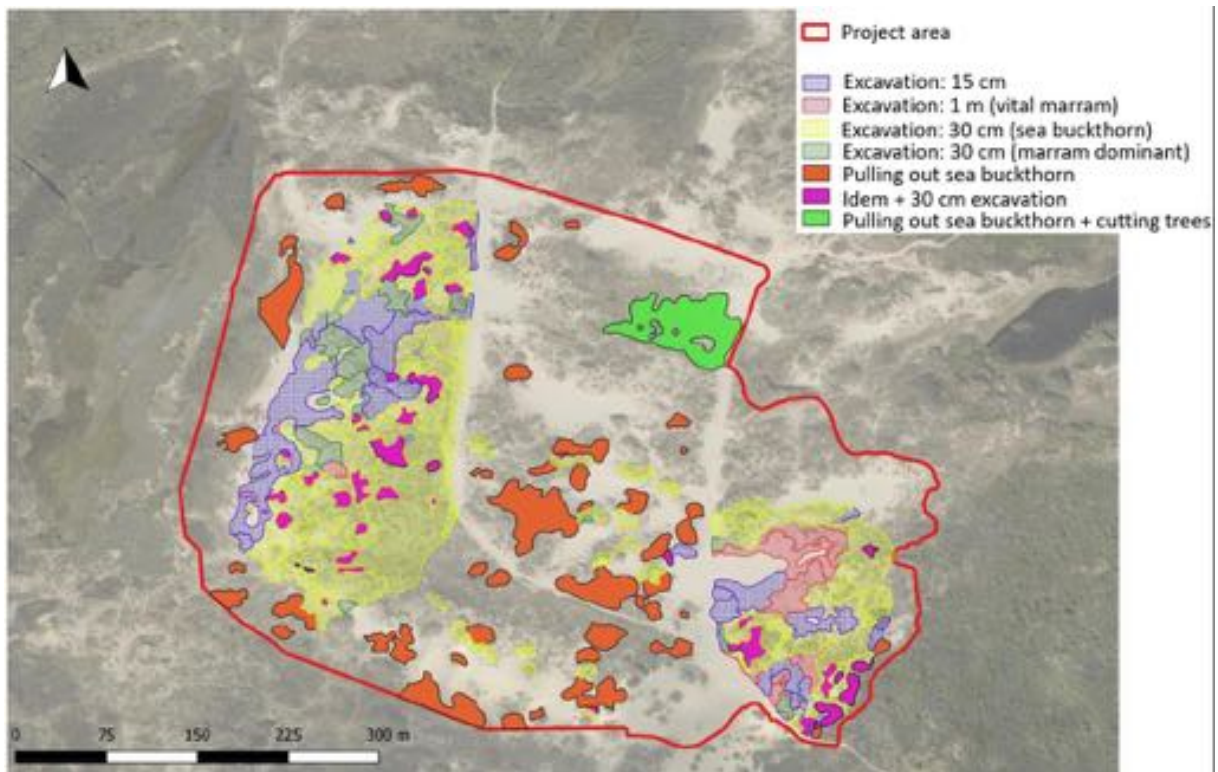 Project area
Excavation: 15 cm
Excavation: 1 m (vital marram)
Excavation: 30 cm (sea buckthorn)
Excavation: 30 cm (marram dominant)
Pulling out sea buckthorn
Idem + 30 cm excavation
Pulling out sea buckthorn + cutting trees
0 75 150 225 300 m